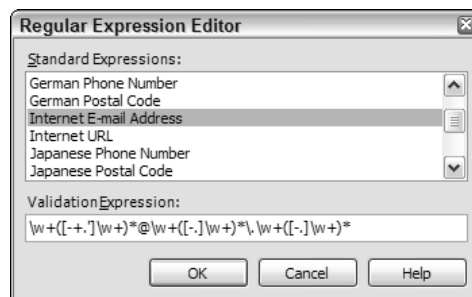 Regular Expression Editor
Standard Expressions:
German Phone Number
German Postal Code
Internet E-mail Address
Internet URL
Japanese Phone Number
Japanese Postal Code
Validation Expression:
\w+([-+.']\w+)*@\w+([-.]\w+)*\.\w+([-.]\w+)*
OK Cancel Help